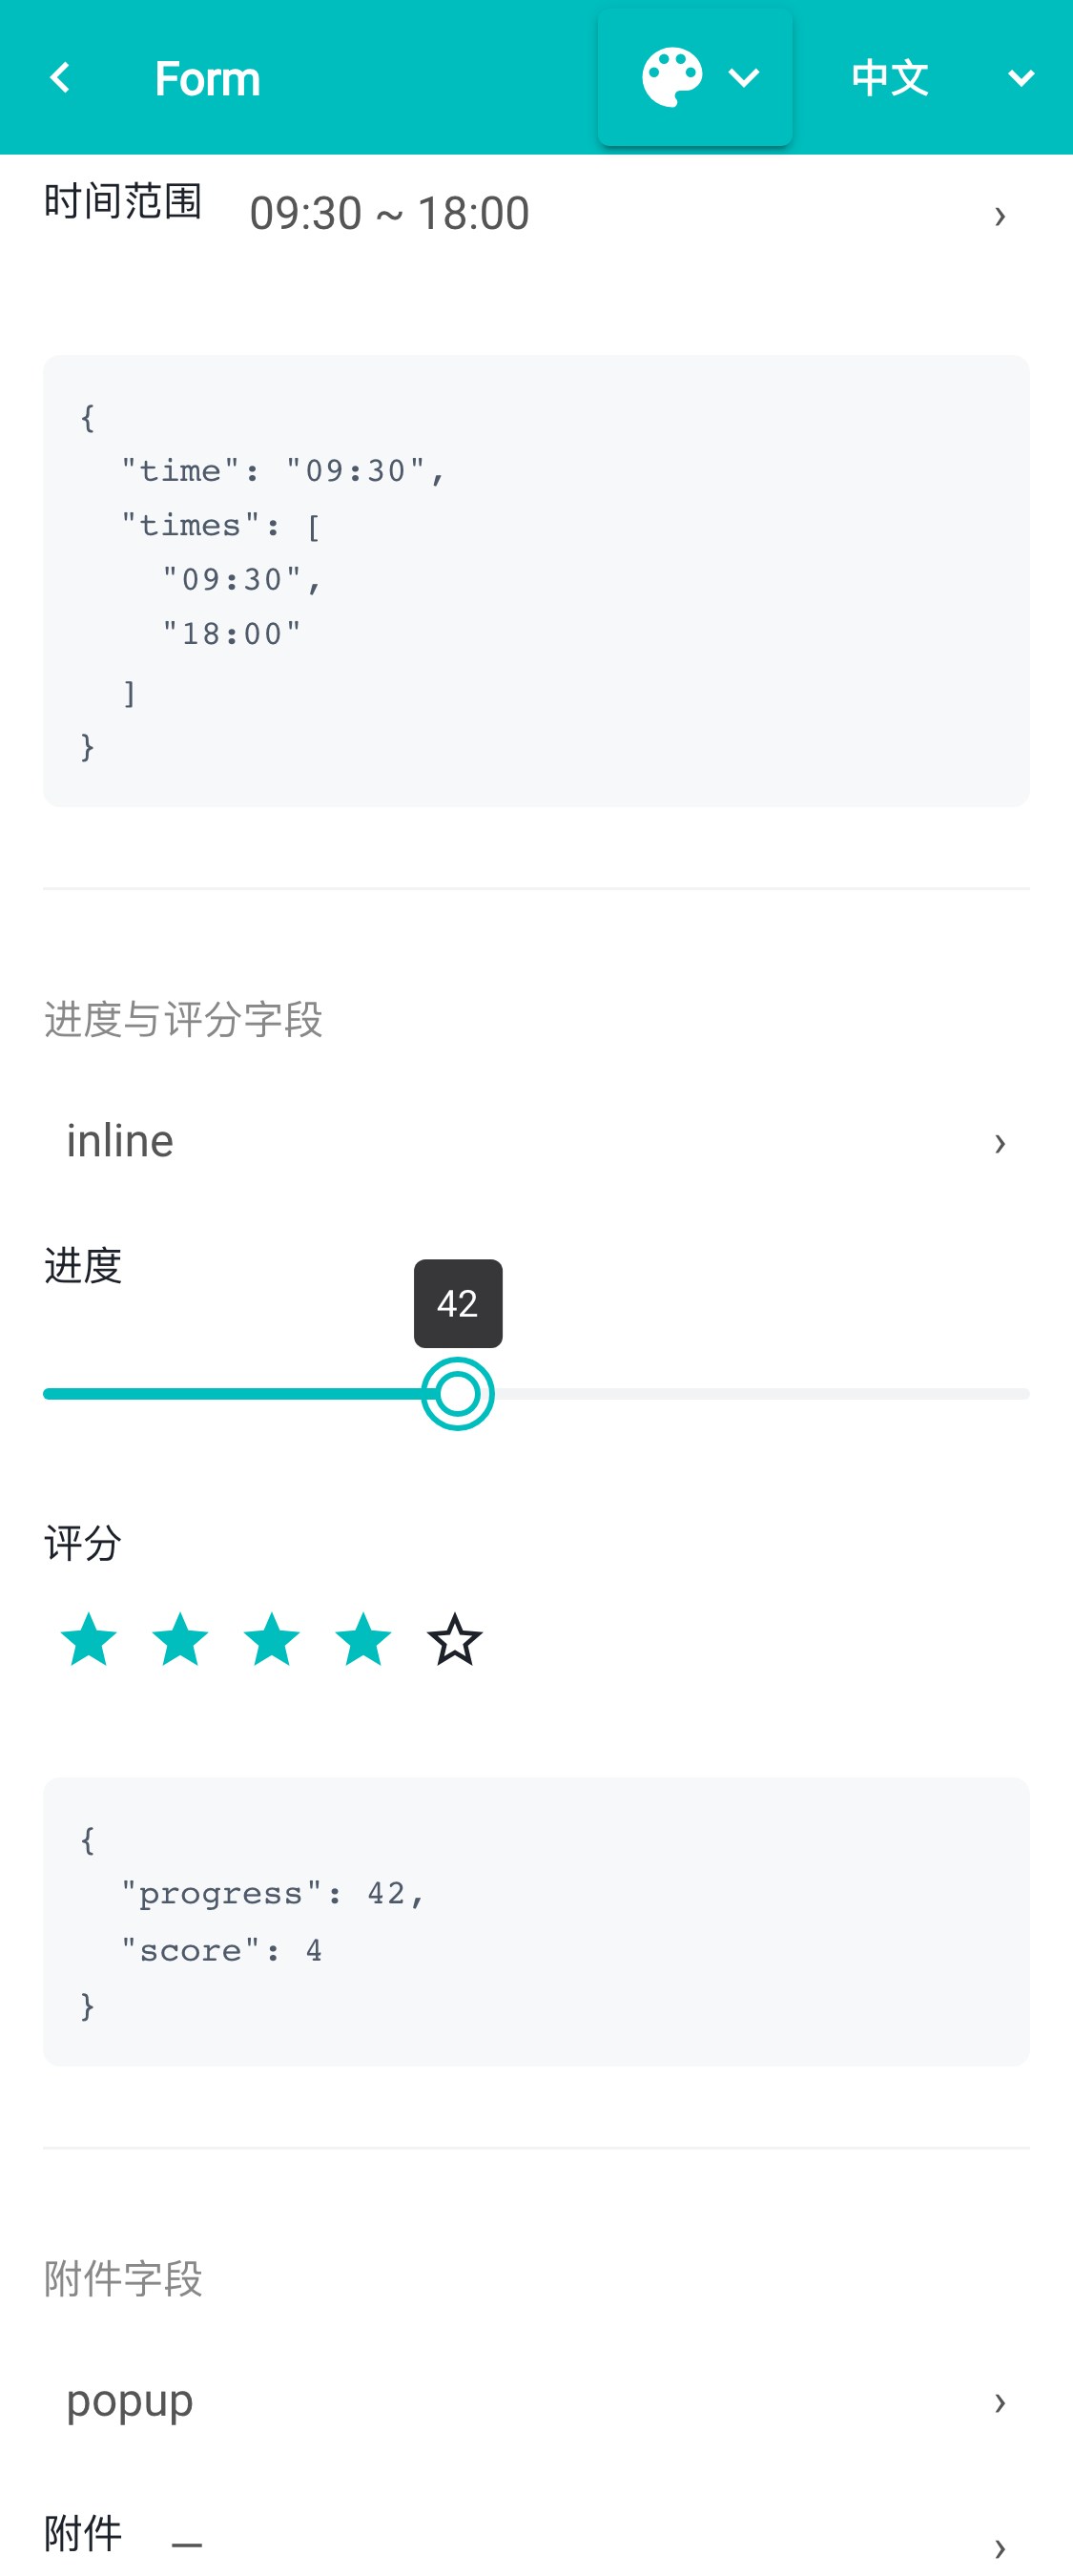 Form
中文
时间范围 09:30 ~ 18:00
{
"time": "09:30",
"times": [
"09:30",
"18:00"
]
}
进度与评分字段
inline
进度
42
评分
{
"progress": 42,
"score": 4
}
附件字段
popup
附件 —